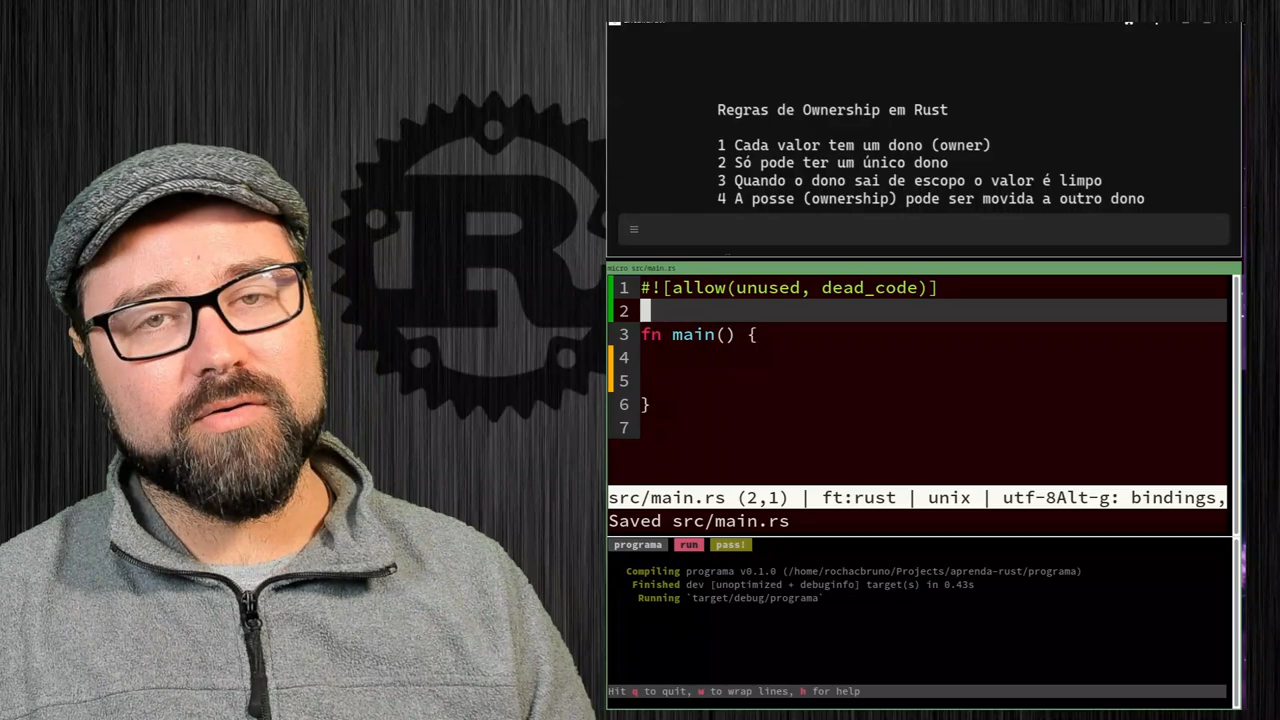 Regras de Ownership em Rust
1 Cada valor tem um dono (owner)
2 Só pode ter um único dono
3 Quando o dono sai de escopo o valor é limpo
4 A posse (ownership) pode ser movida a outro dono
R
micro src/main.rs
1 #![allow(unused, dead_code)]
2
3 fn main() {
4
5
6 }
7
src/main.rs (2,1) | ft:rust | unix | utf-8Alt-g: bindings,
Saved src/main.rs
programa run pass!
Compiling programa v0.1.0 (/home/rochacbruno/Projects/aprenda-rust/programa)
Finished dev [unoptimized + debuginfo] target(s) in 0.43s
Running `target/debug/programa`
Hit q to quit, w to wrap lines, h for help